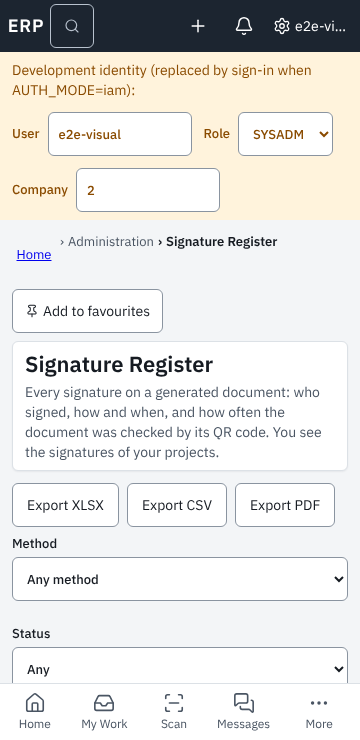 ERP
e2e-vi...
Development identity (replaced by sign-in when
AUTH_MODE=iam):
User e2e-visual Role SYSADM
Company 2
Home › Administration › Signature Register
Add to favourites
Signature Register
Every signature on a generated document: who
signed, how and when, and how often the
document was checked by its QR code. You see
the signatures of your projects.
Export XLSX Export CSV Export PDF
Method
Any method
Status
Any
Home My Work Scan Messages More